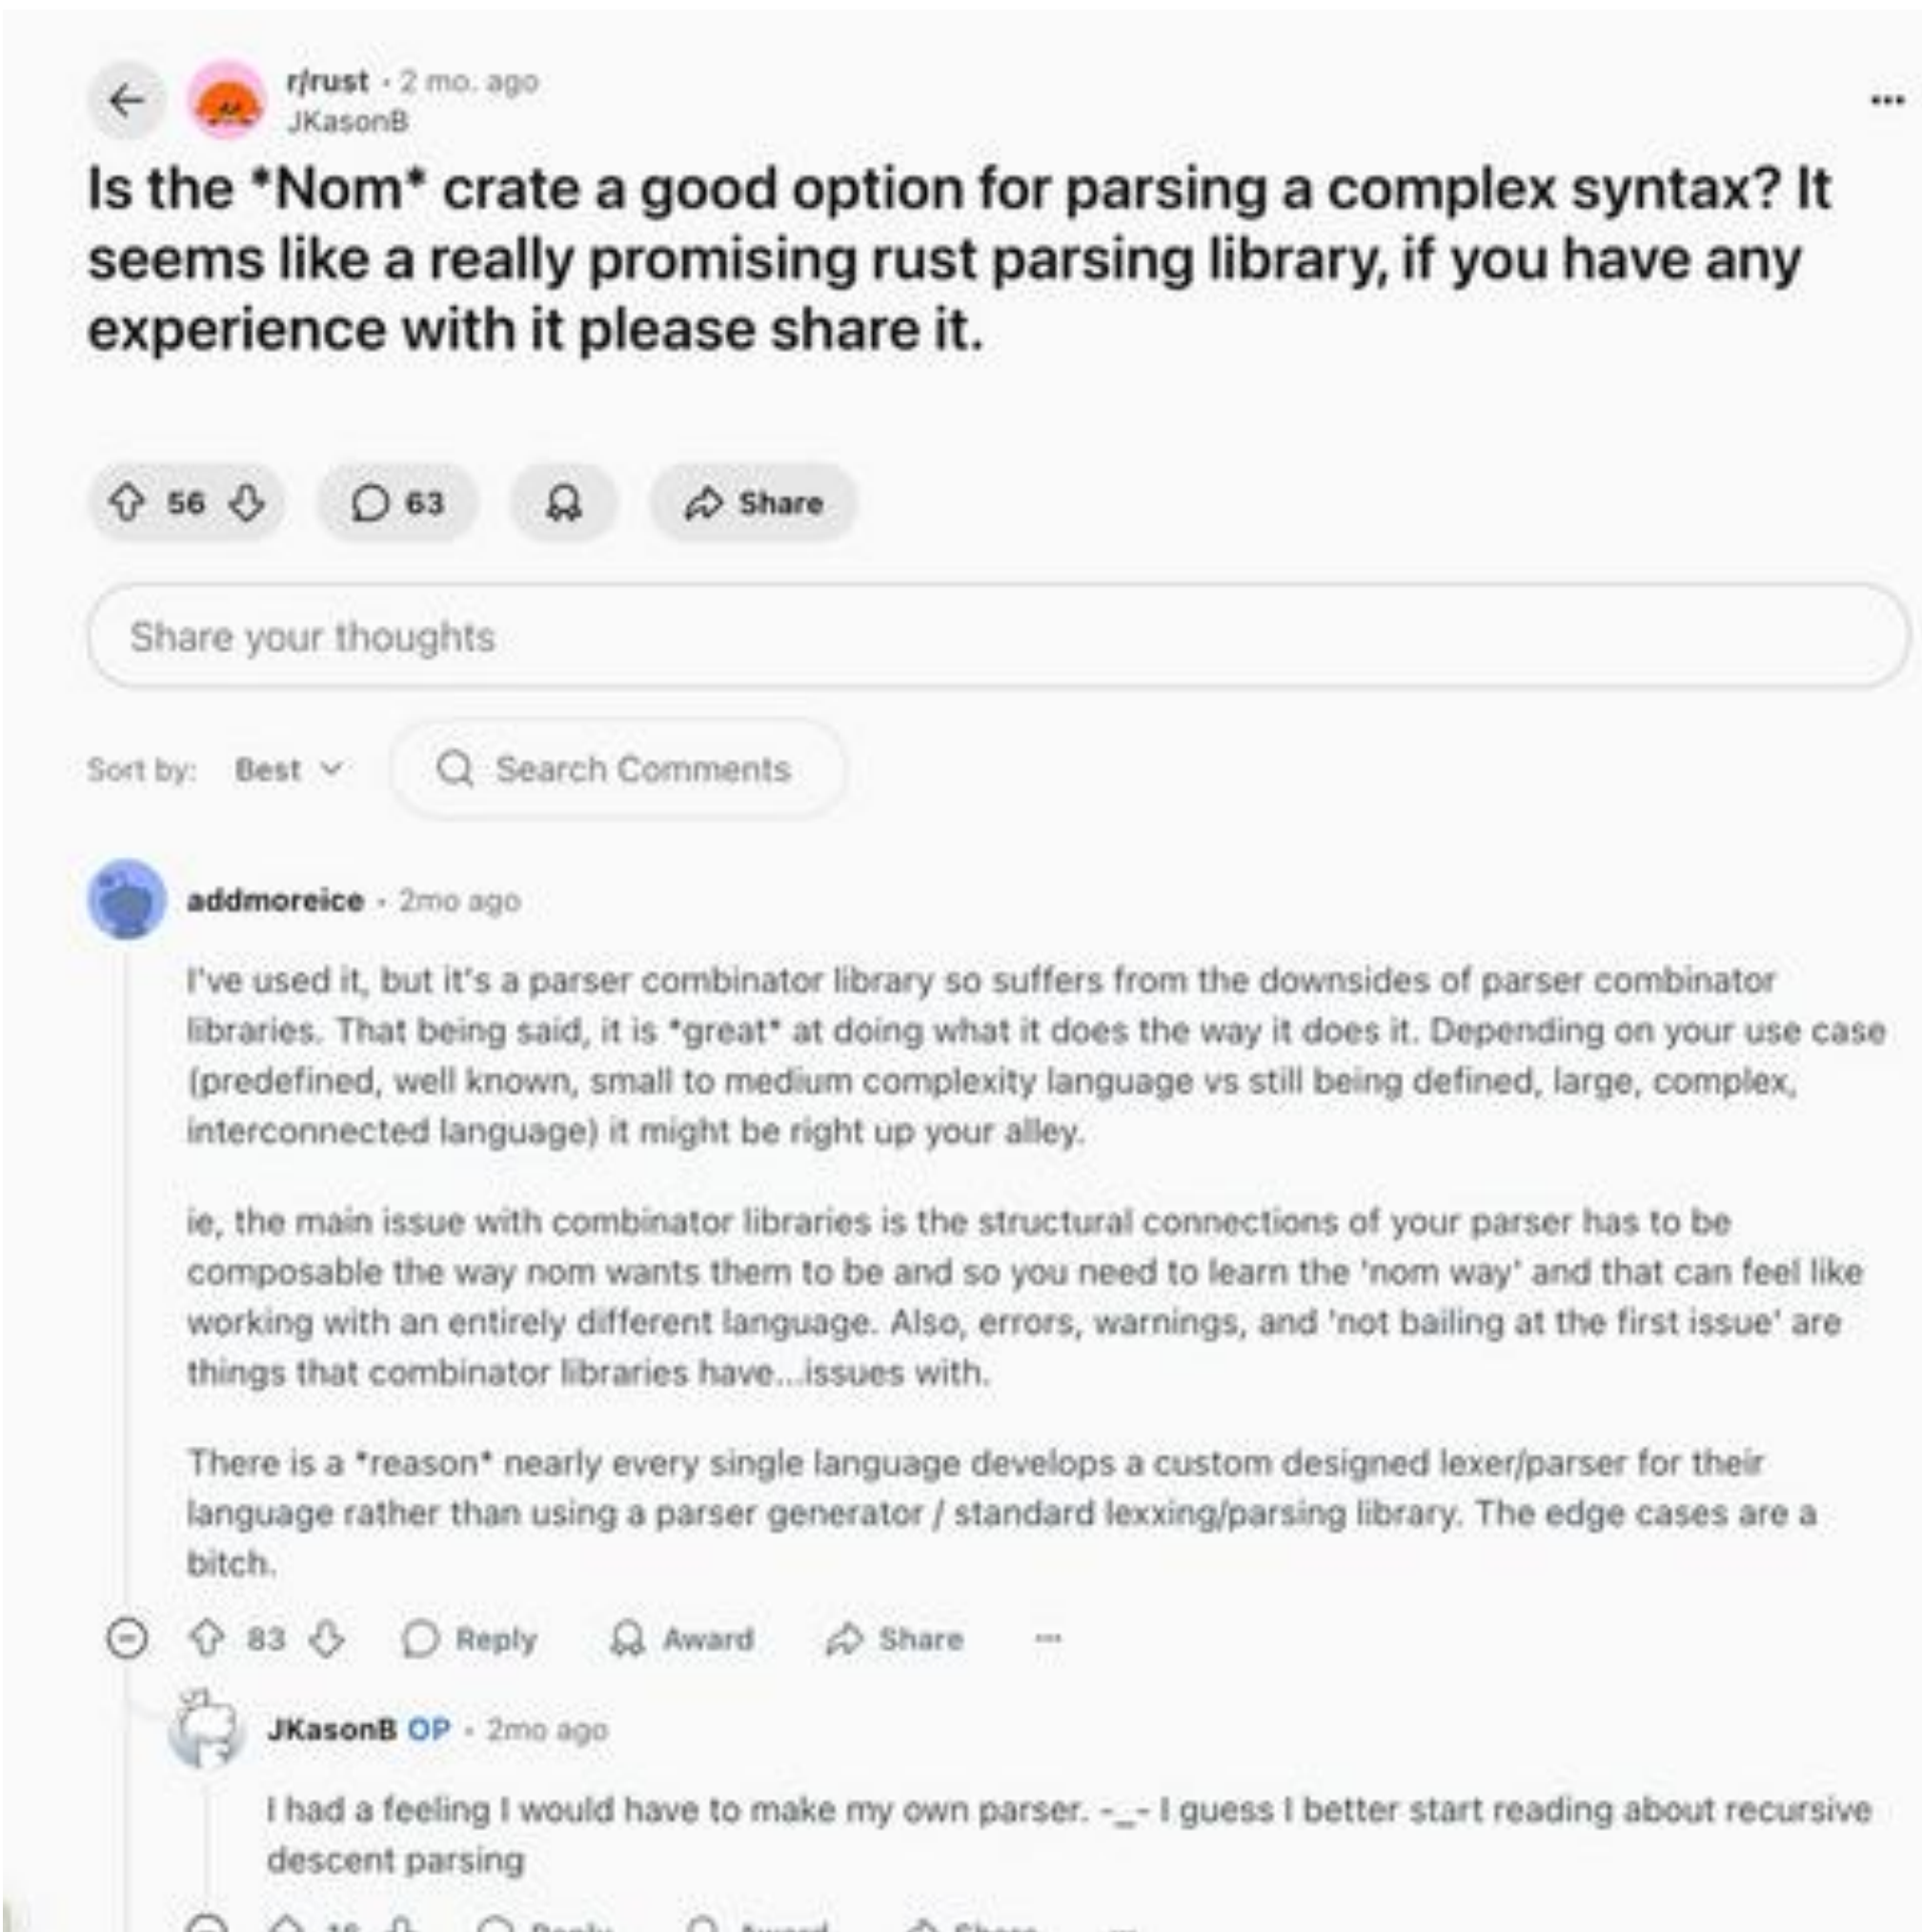 r/rust · 2 mo. ago
JKasonB
Is the *Nom* crate a good option for parsing a complex syntax? It
seems like a really promising rust parsing library, if you have any
experience with it please share it.
56
63
Share
Share your thoughts
Sort by: Best
Search Comments
addmoreice · 2mo ago
I've used it, but it's a parser combinator library so suffers from the downsides of parser combinator
libraries. That being said, it is *great* at doing what it does the way it does it. Depending on your use case
(predefined, well known, small to medium complexity language vs still being defined, large, complex,
interconnected language) it might be right up your alley.
ie, the main issue with combinator libraries is the structural connections of your parser has to be
composable the way nom wants them to be and so you need to learn the 'nom way' and that can feel like
working with an entirely different language. Also, errors, warnings, and 'not bailing at the first issue' are
things that combinator libraries have...issues with.
There is a *reason* nearly every single language develops a custom designed lexer/parser for their
language rather than using a parser generator / standard lexxing/parsing library. The edge cases are a
bitch.
83 Reply Award Share
JKasonB OP · 2mo ago
I had a feeling I would have to make my own parser. -_- I guess I better start reading about recursive
descent parsing
16 Reply Award Share